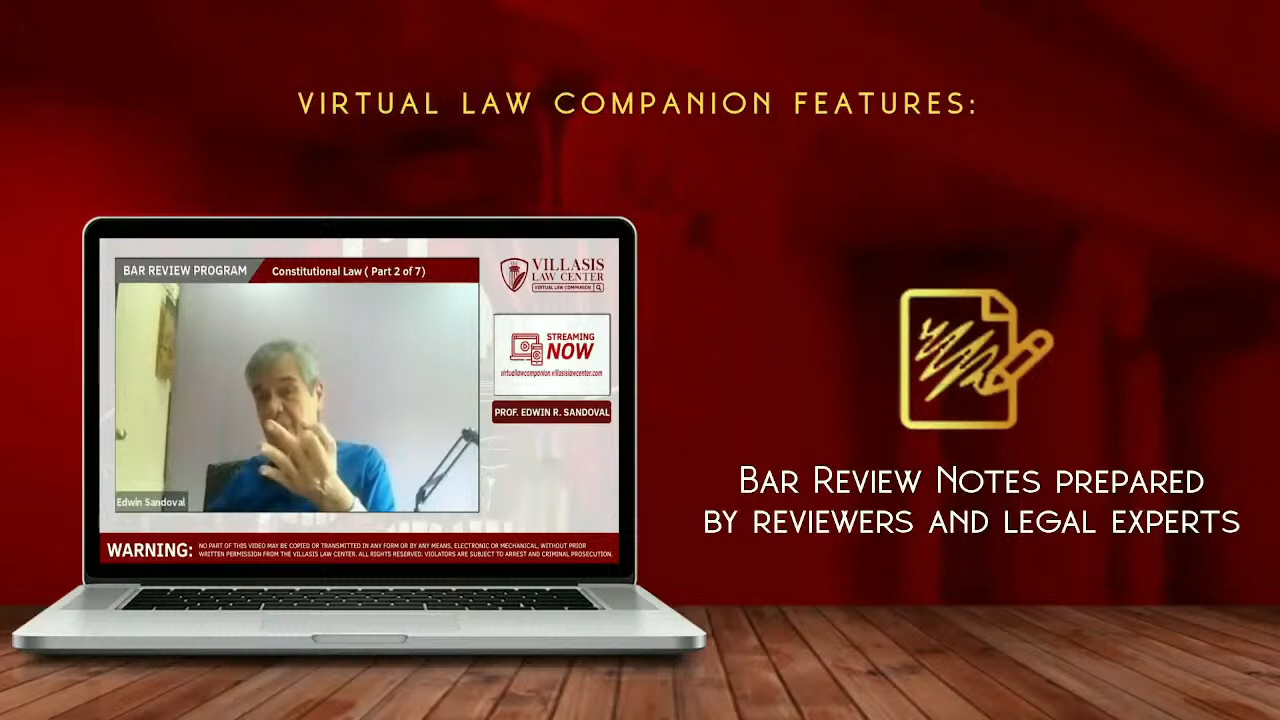 VIRTUAL LAW COMPANION FEATURES:
BAR REVIEW PROGRAM
Constitutional Law ( Part 2 of 7)
VILLASIS
LAW CENTER
VIRTUAL LAW COMPANION
STREAMING
NOW
virtuallawcompanion.villasislawcenter.com
PROF. EDWIN R. SANDOVAL
Edwin Sandoval
WARNING:
NO PART OF THIS VIDEO MAY BE COPIED OR TRANSMITTED IN ANY FORM OR BY ANY MEANS, ELECTRONIC OR MECHANICAL, WITHOUT PRIOR
WRITTEN PERMISSION FROM THE VILLASIS LAW CENTER. ALL RIGHTS RESERVED. VIOLATORS ARE SUBJECT TO ARREST AND CRIMINAL PROSECUTION.
BAR REVIEW NOTES PREPARED
BY REVIEWERS AND LEGAL EXPERTS